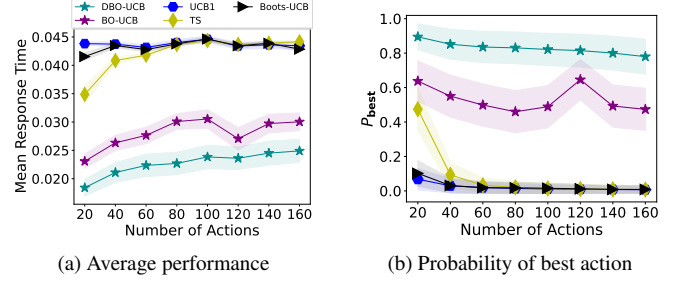 DBO-UCB UCB1 Boots-UCB
BO-UCB TS
0.045
0.040
0.035
0.030
0.025
0.020
Mean Response Time
20 40 60 80 100 120 140 160
Number of Actions
(a) Average performance
1.0
0.8
0.6
0.4
0.2
0.0
P_best
20 40 60 80 100 120 140 160
Number of Actions
(b) Probability of best action